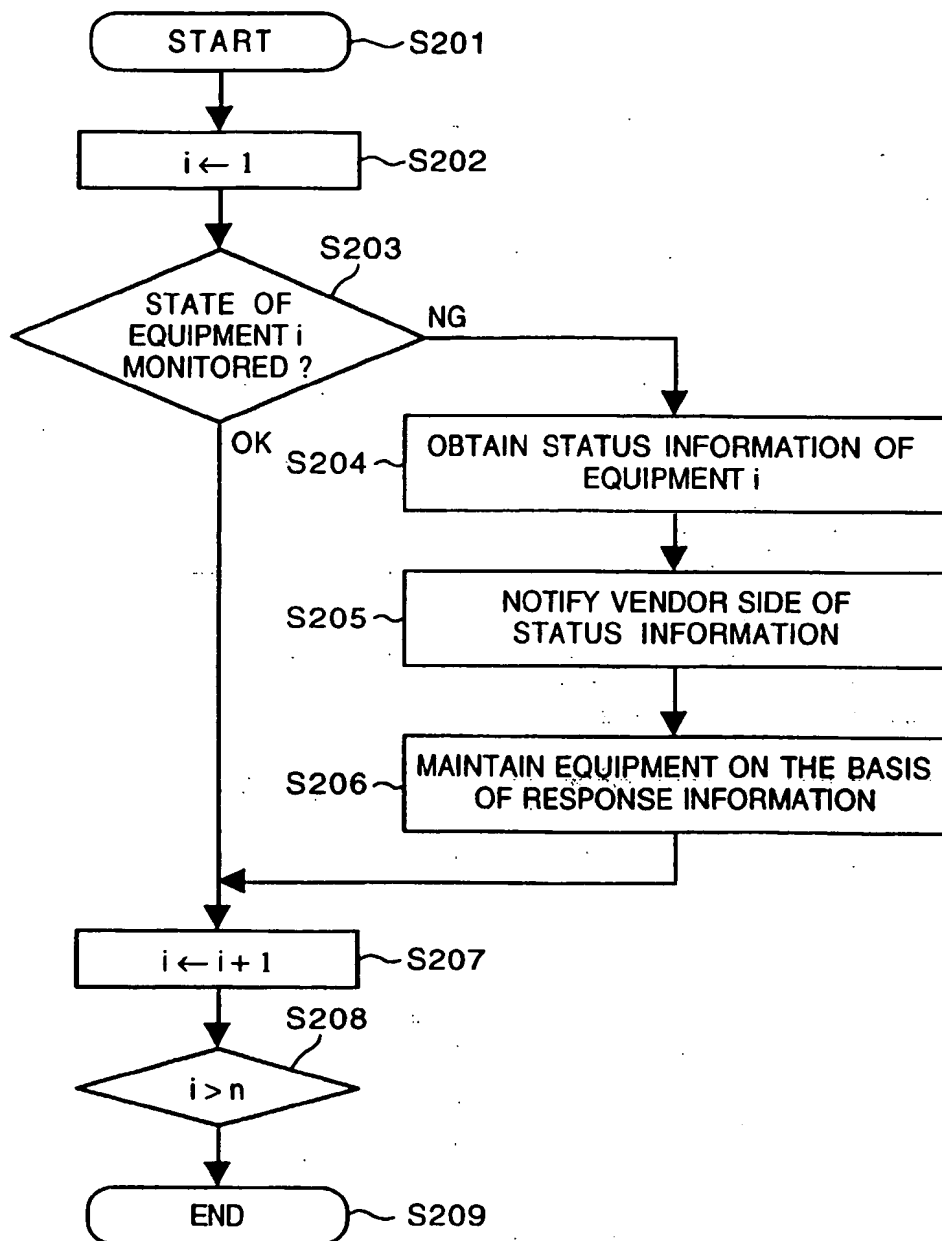 START
S201
i ← 1
S202
S203
STATE OF
EQUIPMENT i
MONITORED ?
NG
OK
S204
OBTAIN STATUS INFORMATION OF
EQUIPMENT i
S205
NOTIFY VENDOR SIDE OF
STATUS INFORMATION
S206
MAINTAIN EQUIPMENT ON THE BASIS
OF RESPONSE INFORMATION
i ← i + 1
S207
S208
i > n
END
S209